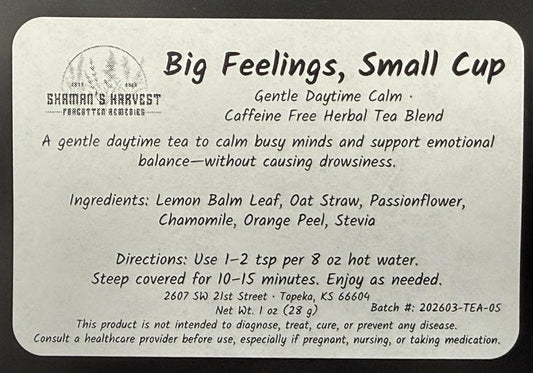 Big Feelings, Small Cup
SHAMAN'S HARVEST
FORGOTTEN REMEDIES
Gentle Daytime Calm ·
Caffeine Free Herbal Tea Blend
A gentle daytime tea to calm busy minds and support emotional
balance—without causing drowsiness.
Ingredients: Lemon Balm Leaf, Oat Straw, Passionflower,
Chamomile, Orange Peel, Stevia
Directions: Use 1–2 tsp per 8 oz hot water.
Steep covered for 10–15 minutes. Enjoy as needed.
2607 SW 21st Street · Topeka, KS 66604
Net Wt. 1 oz (28 g)
Batch #: 202603-TEA-05
This product is not intended to diagnose, treat, cure, or prevent any disease.
Consult a healthcare provider before use, especially if pregnant, nursing, or taking medication.